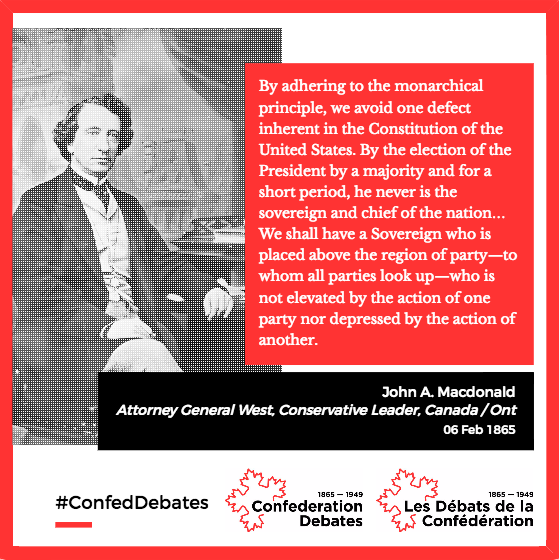 By adhering to the monarchical
principle, we avoid one defect
inherent in the Constitution of the
United States. By the election of the
President by a majority and for a
short period, he never is the
sovereign and chief of the nation...
We shall have a Sovereign who is
placed above the region of party—to
whom all parties look up—who is
not elevated by the action of one
party nor depressed by the action of
another.
John A. Macdonald
Attorney General West, Conservative Leader, Canada / Ont
06 Feb 1865
#ConfedDebates
1865 — 1949
Confederation
Debates
1865 — 1949
Les Débats de la
Confédération